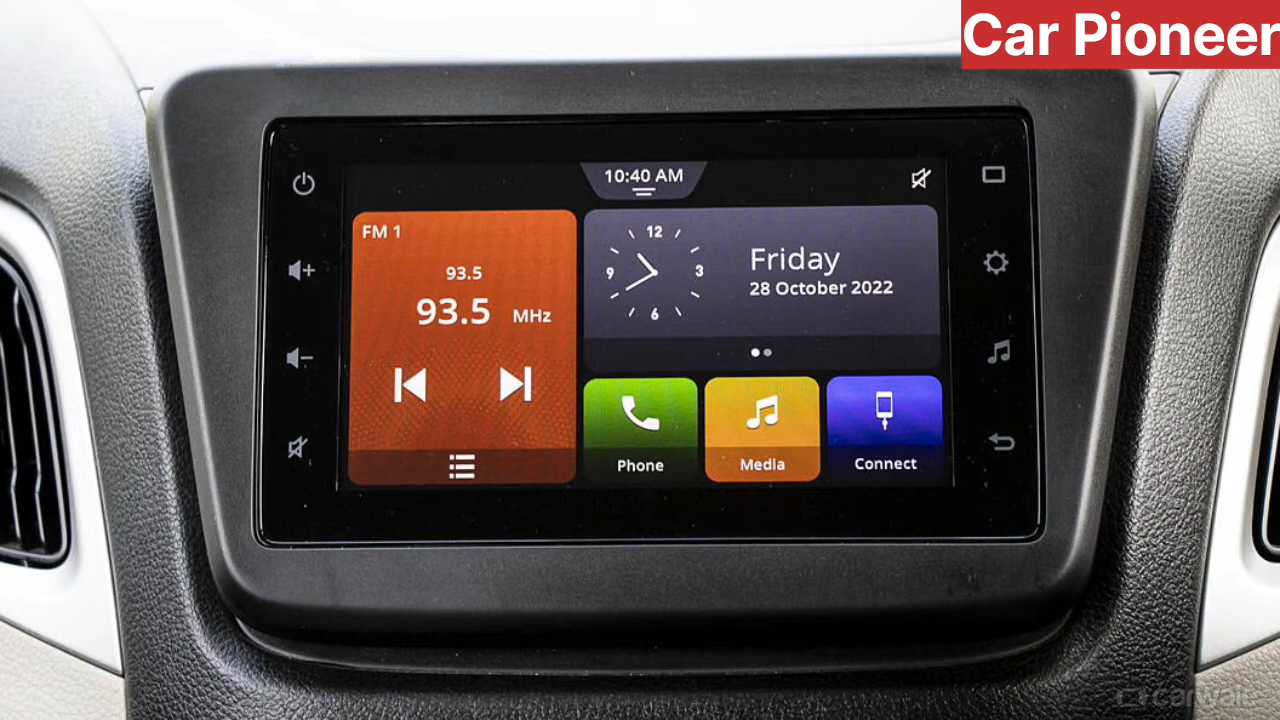 Car Pioneer
10:40 AM
FM 1
93.5
93.5 MHz
12
9
3
6
Friday
28 October 2022
Phone
Media
Connect
carwale